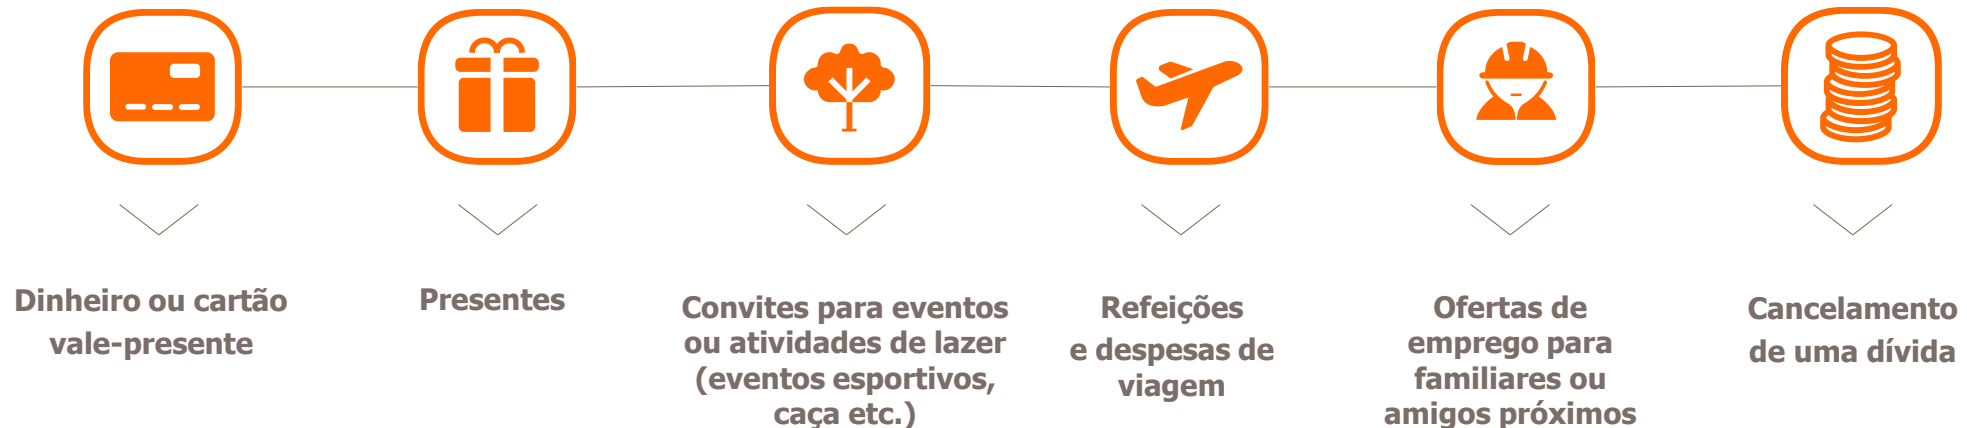 Dinheiro ou cartão
vale-presente
Presentes
Convites para eventos
ou atividades de lazer
(eventos esportivos,
caça etc.)
Refeições
e despesas de
viagem
Ofertas de
emprego para
familiares ou
amigos próximos
Cancelamento
de uma dívida